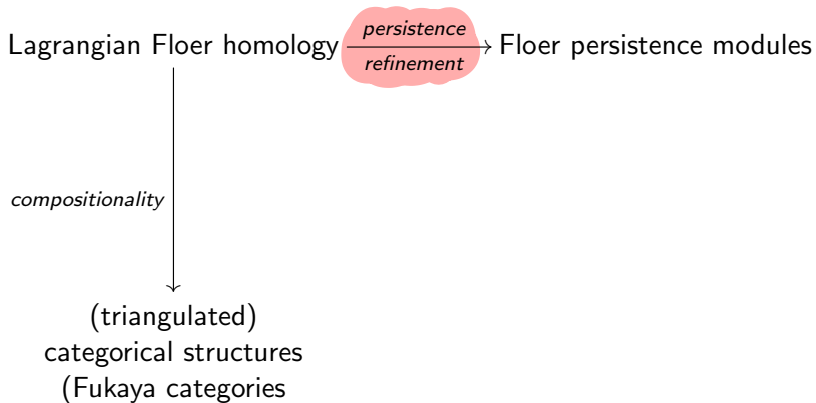 Lagrangian Floer homology persistence refinement Floer persistence modules
compositionality
(triangulated)
categorical structures
(Fukaya categories